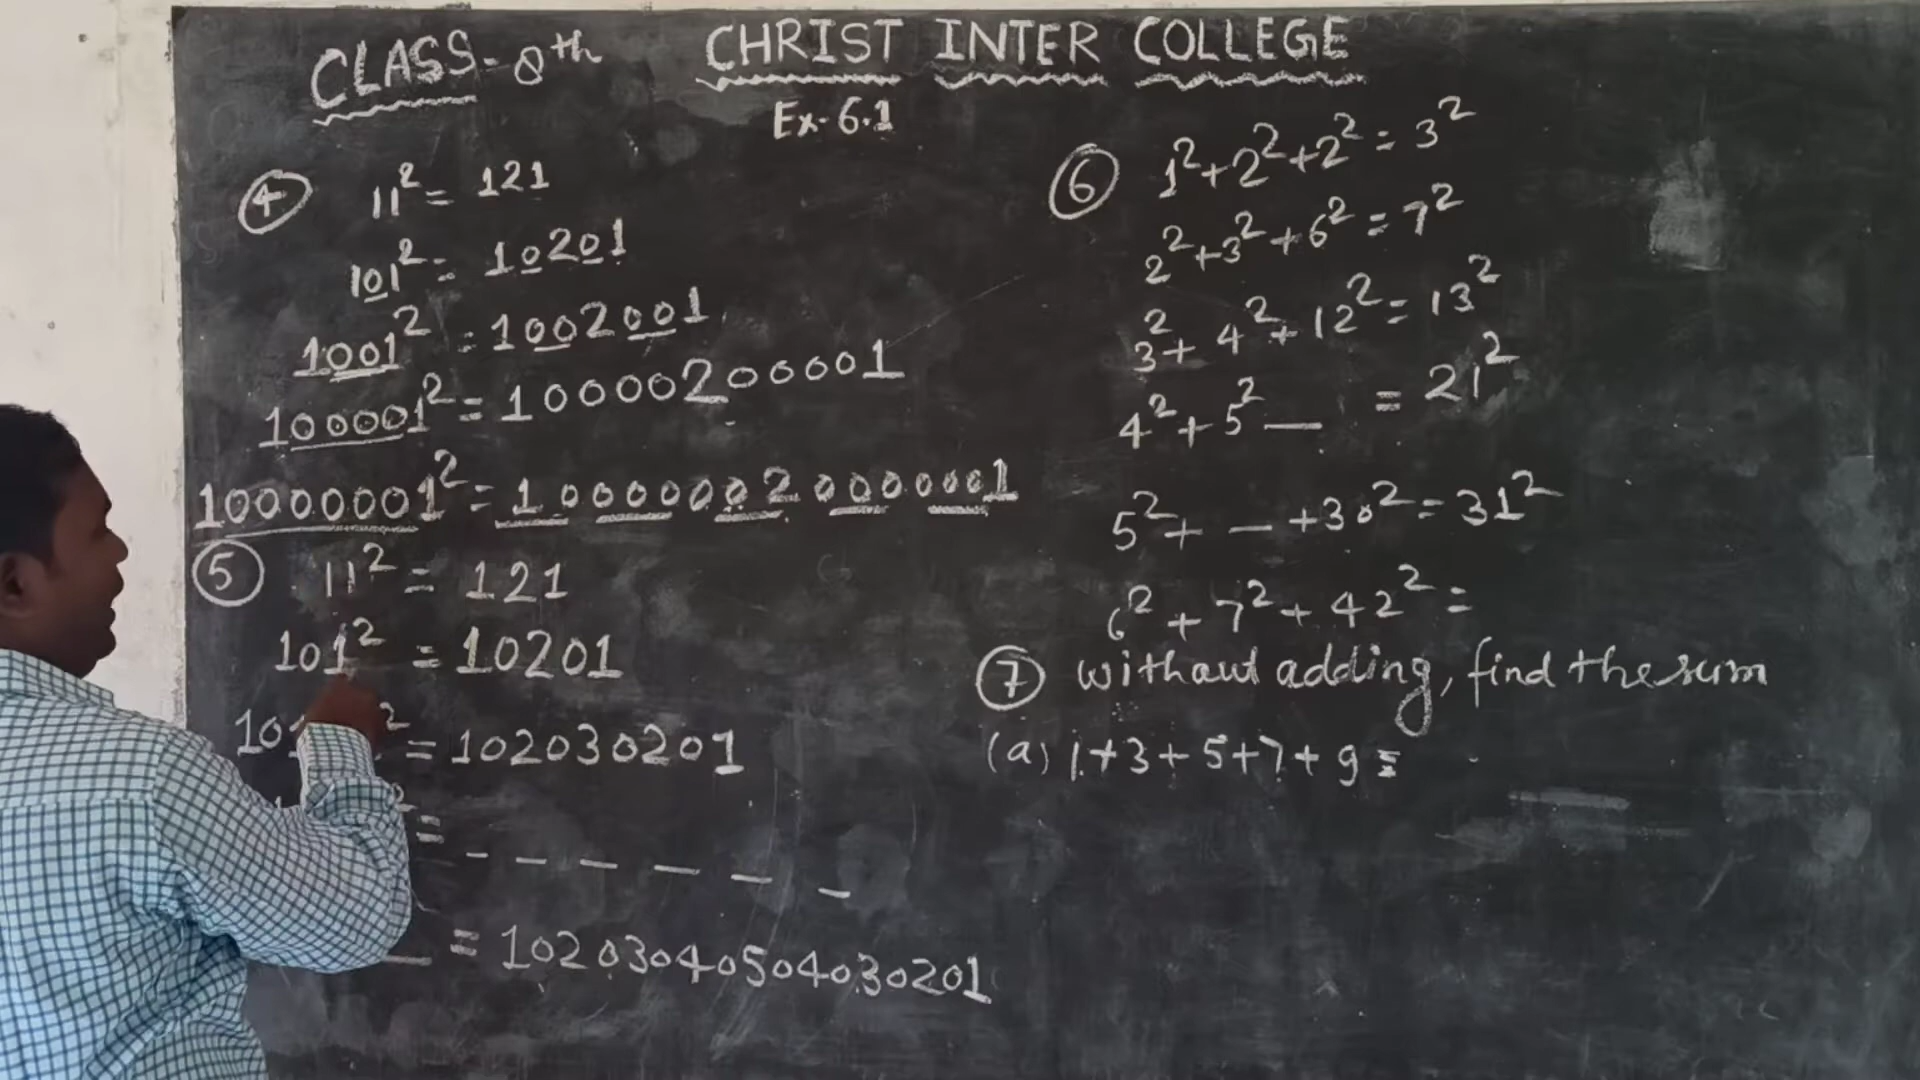 CLASS-8th CHRIST INTER COLLEGE
Ex-6.1
④ 11² = 121
101² = 10201
1001² = 1002001
100001² = 10000200001
10000001² = 100000020000001
⑤ 11² = 121
101² = 10201
101 ² = 102030201
² = - - - - - -
_ = 10203040504030201
⑥ 1²+2²+2² = 3²
2²+3²+6² = 7²
3²+4²+12² = 13²
4²+5² _ = 21²
5²+ _ +30² = 31²
6²+7²+42² =
⑦ without adding, find the sum
(a) 1+3+5+7+9 =